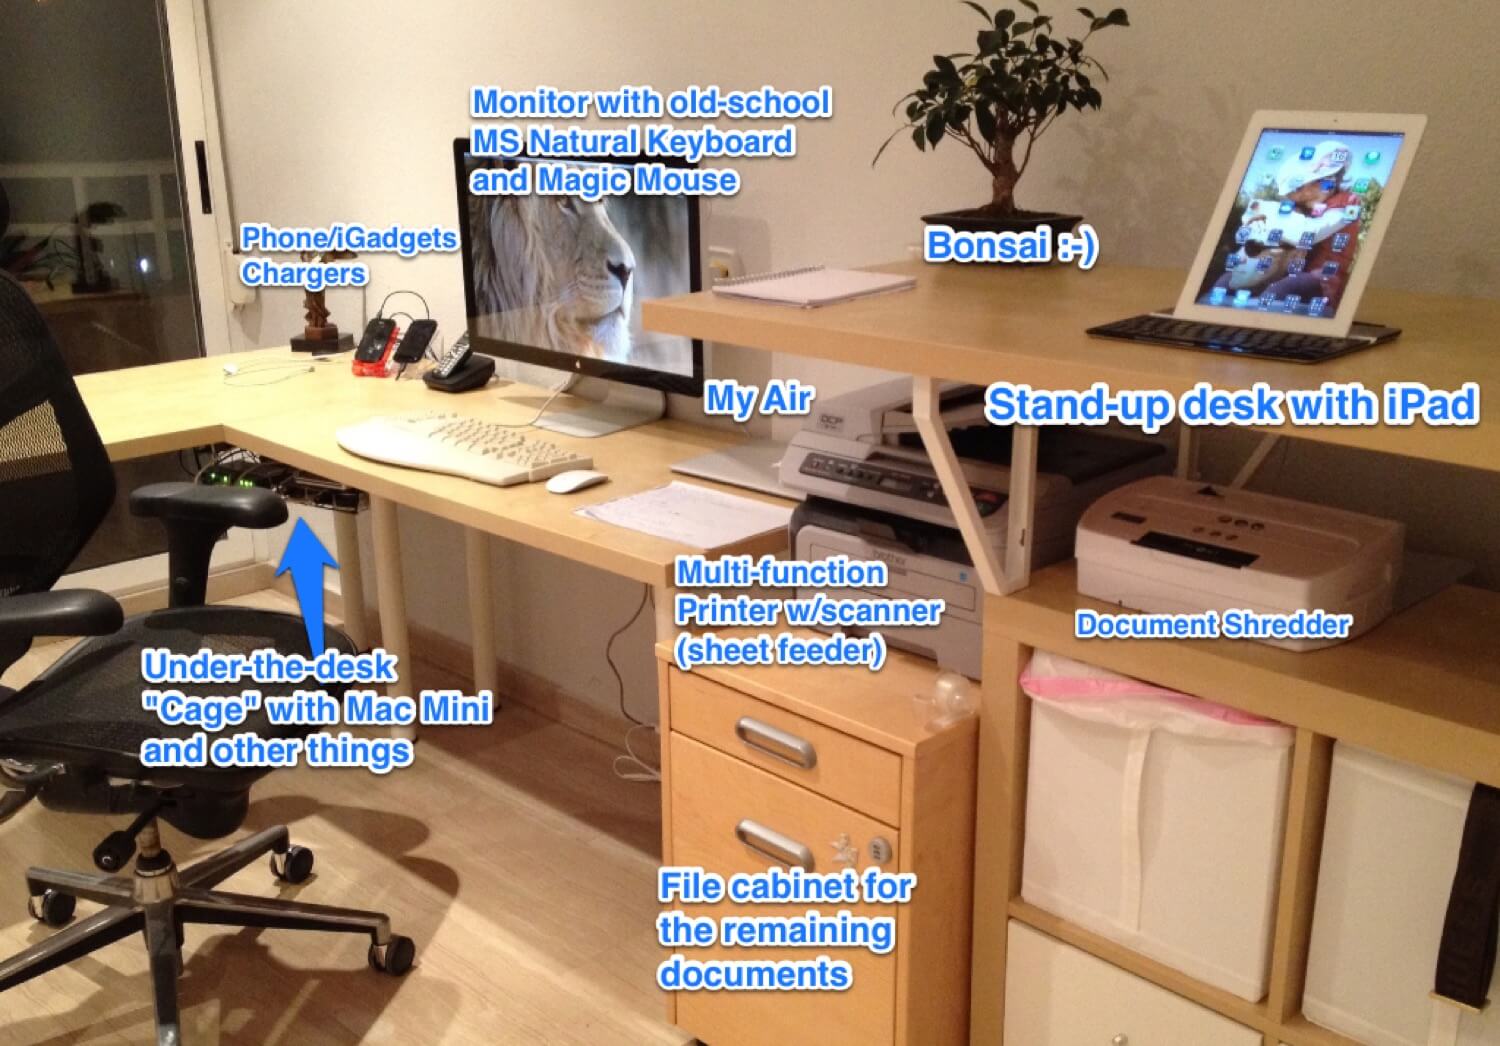 Monitor with old-school
MS Natural Keyboard
and Magic Mouse
Phone/iGadgets
Chargers
Bonsai :-)
My Air
Stand-up desk with iPad
DCP
brother
Multi-function
Printer w/scanner
(sheet feeder)
Document Shredder
Under-the-desk
"Cage" with Mac Mini
and other things
File cabinet for
the remaining
documents